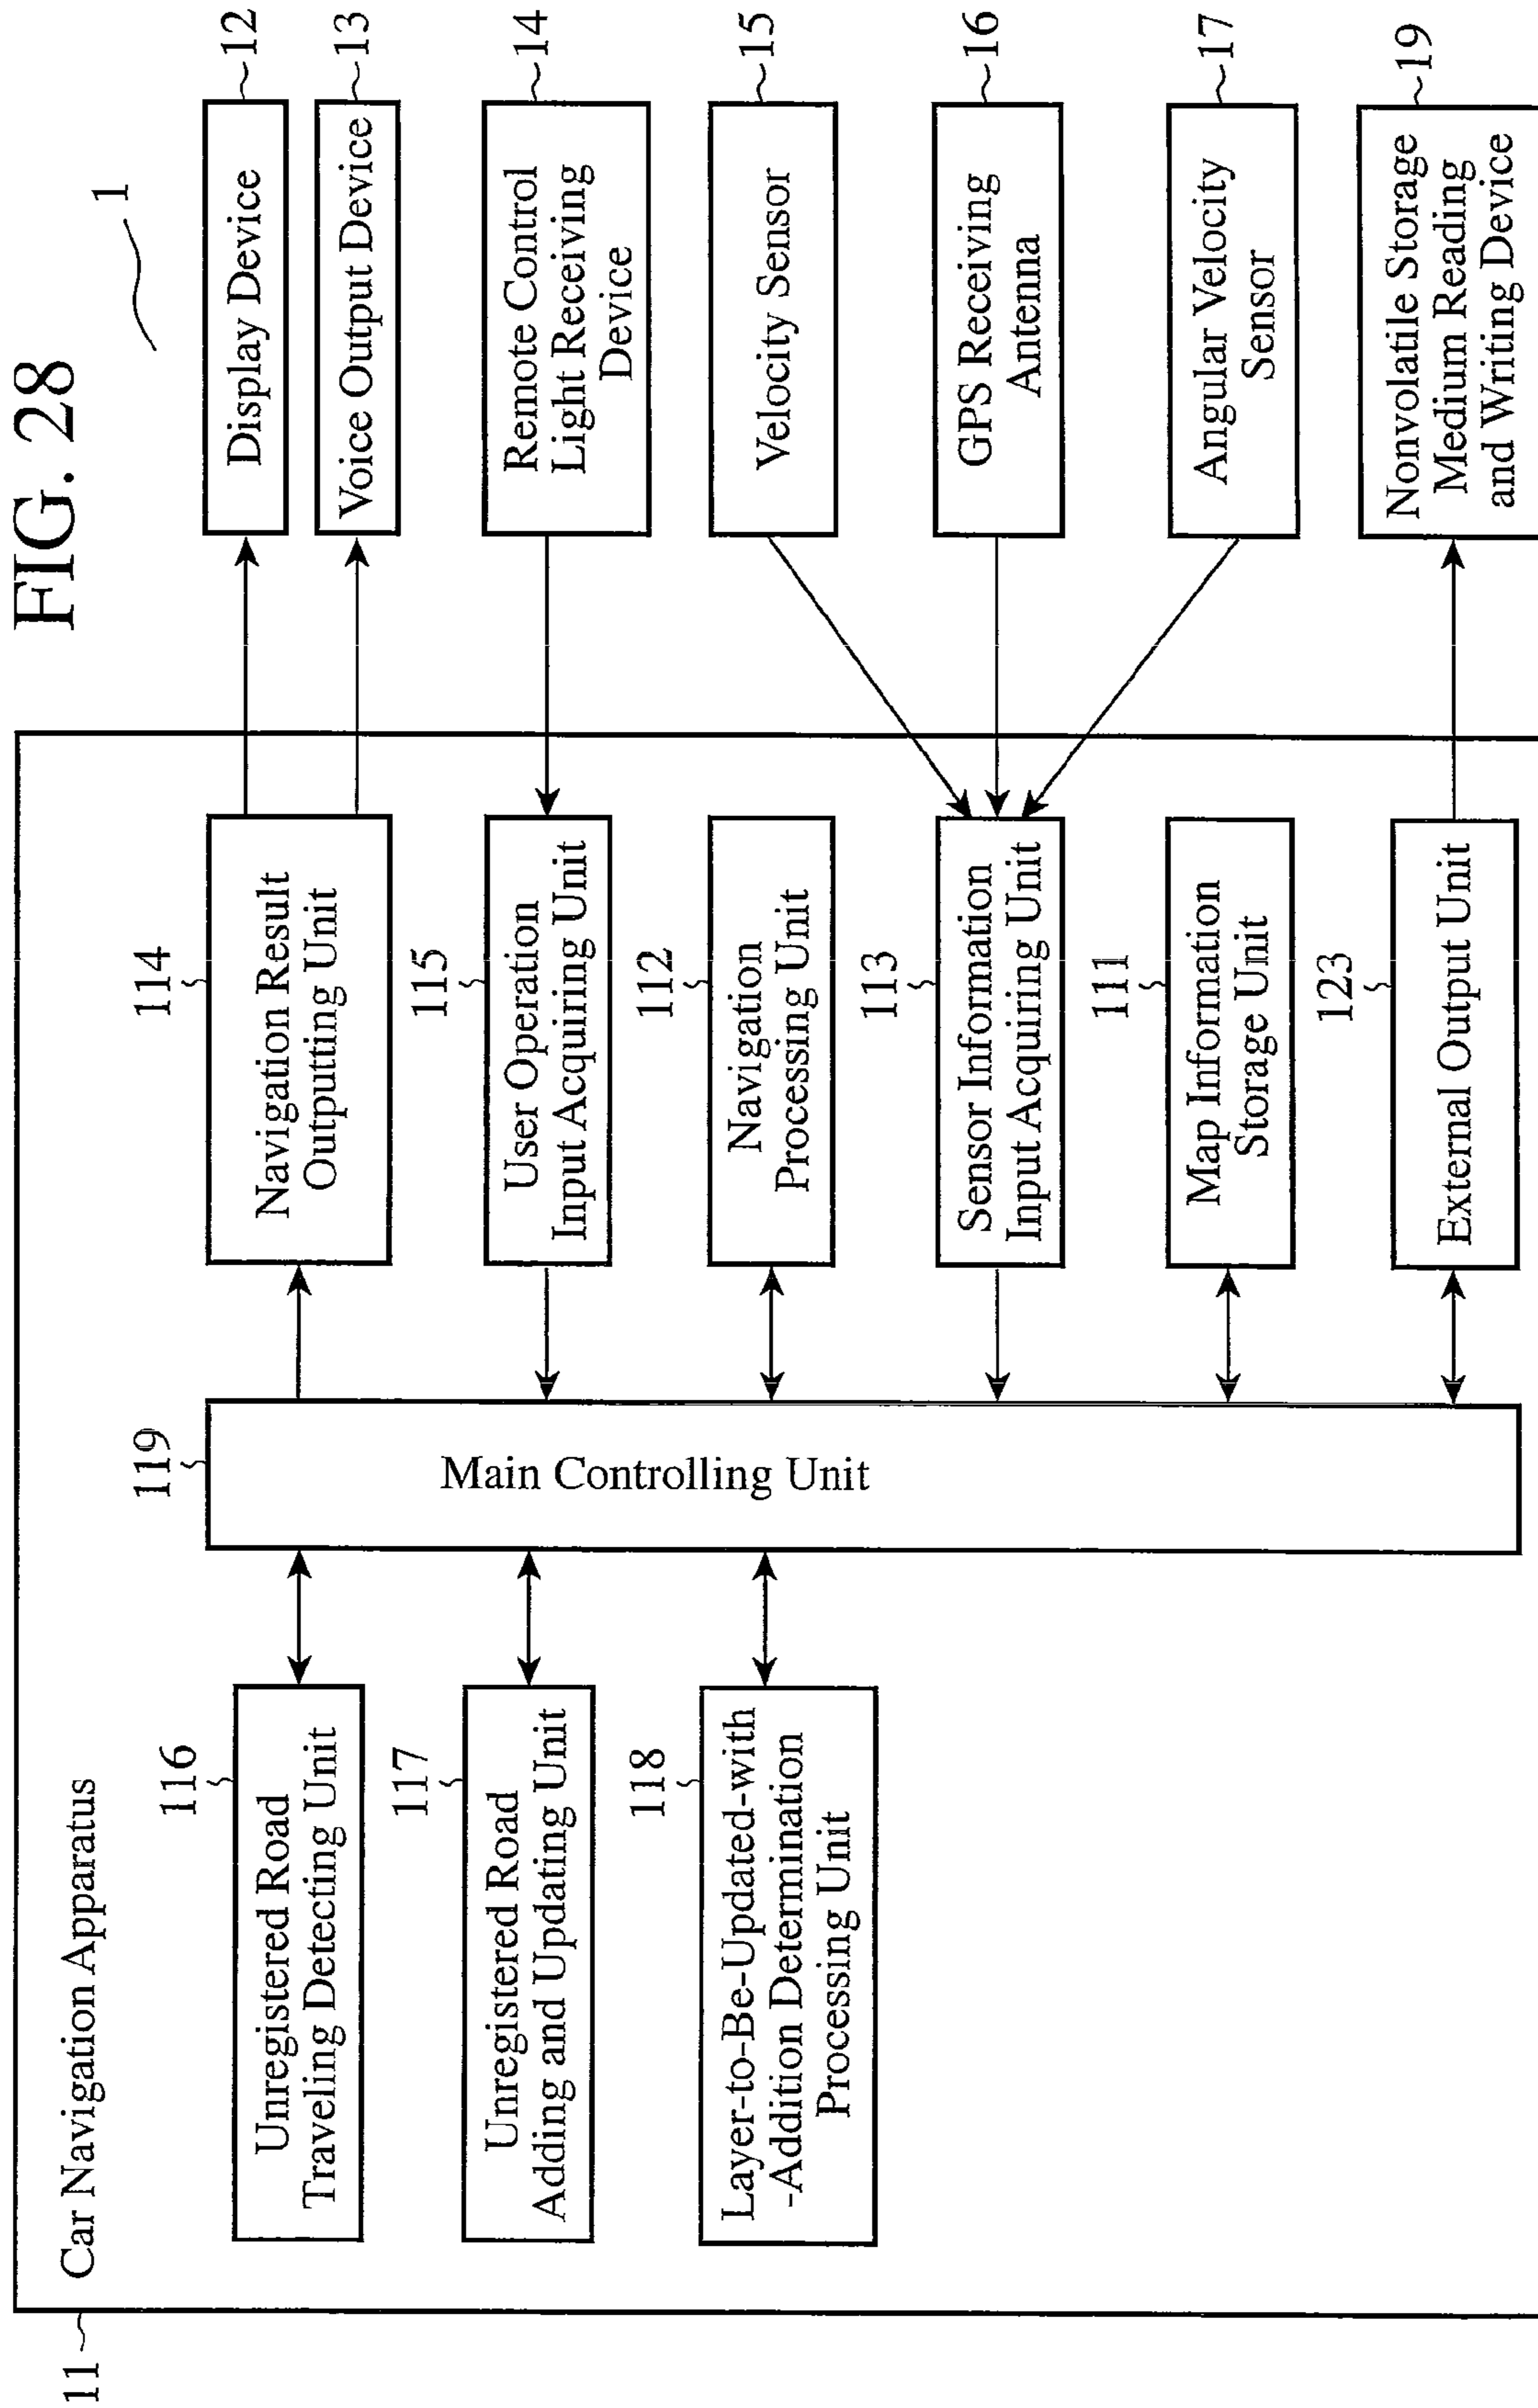 FIG. 28
1
11
Car Navigation Apparatus
116
Unregistered Road
Traveling Detecting Unit
117
Unregistered Road
Adding and Updating Unit
118
Layer-to-Be-Updated-with
-Addition Determination
Processing Unit
119
Main Controlling Unit
114
Navigation Result
Outputting Unit
115
User Operation
Input Acquiring Unit
112
Navigation
Processing Unit
113
Sensor Information
Input Acquiring Unit
111
Map Information
Storage Unit
123
External Output Unit
Display Device
12
Voice Output Device
13
Remote Control
Light Receiving
Device
14
Velocity Sensor
15
GPS Receiving
Antenna
16
Angular Velocity
Sensor
17
Nonvolatile Storage
Medium Reading
and Writing Device
19